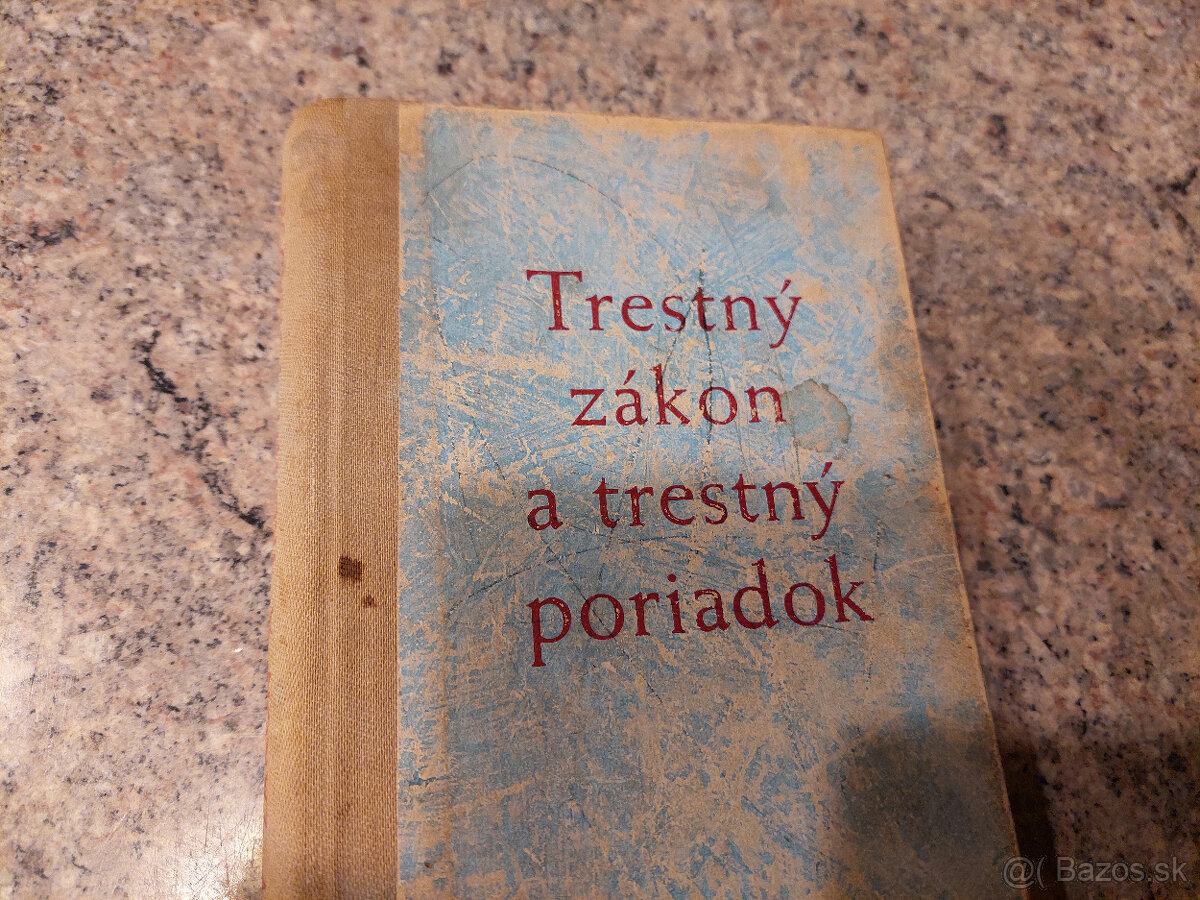 Trestný
zákon
a trestný
poriadok
@( Bazos.sk